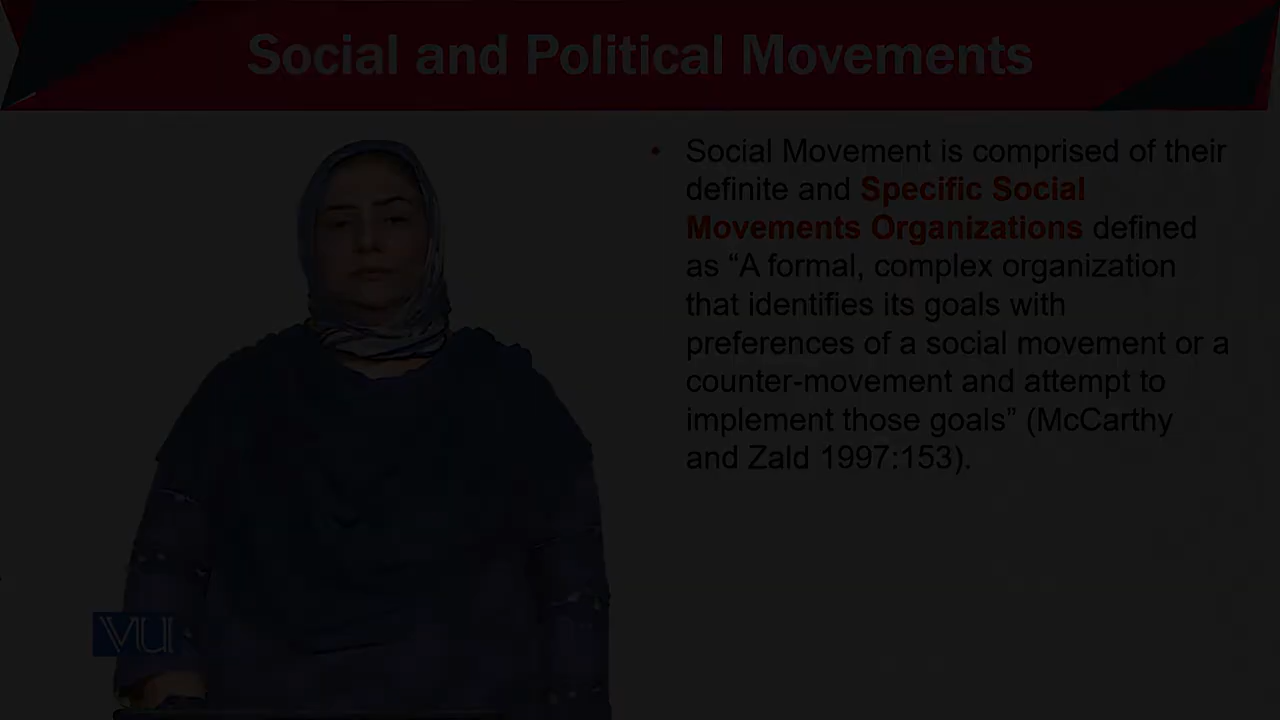 Social and Political Movements
• Social Movement is comprised of their
definite and Specific Social
Movements Organizations defined
as “A formal, complex organization
that identifies its goals with
preferences of a social movement or a
counter-movement and attempt to
implement those goals” (McCarthy
and Zald 1997:153).
VU